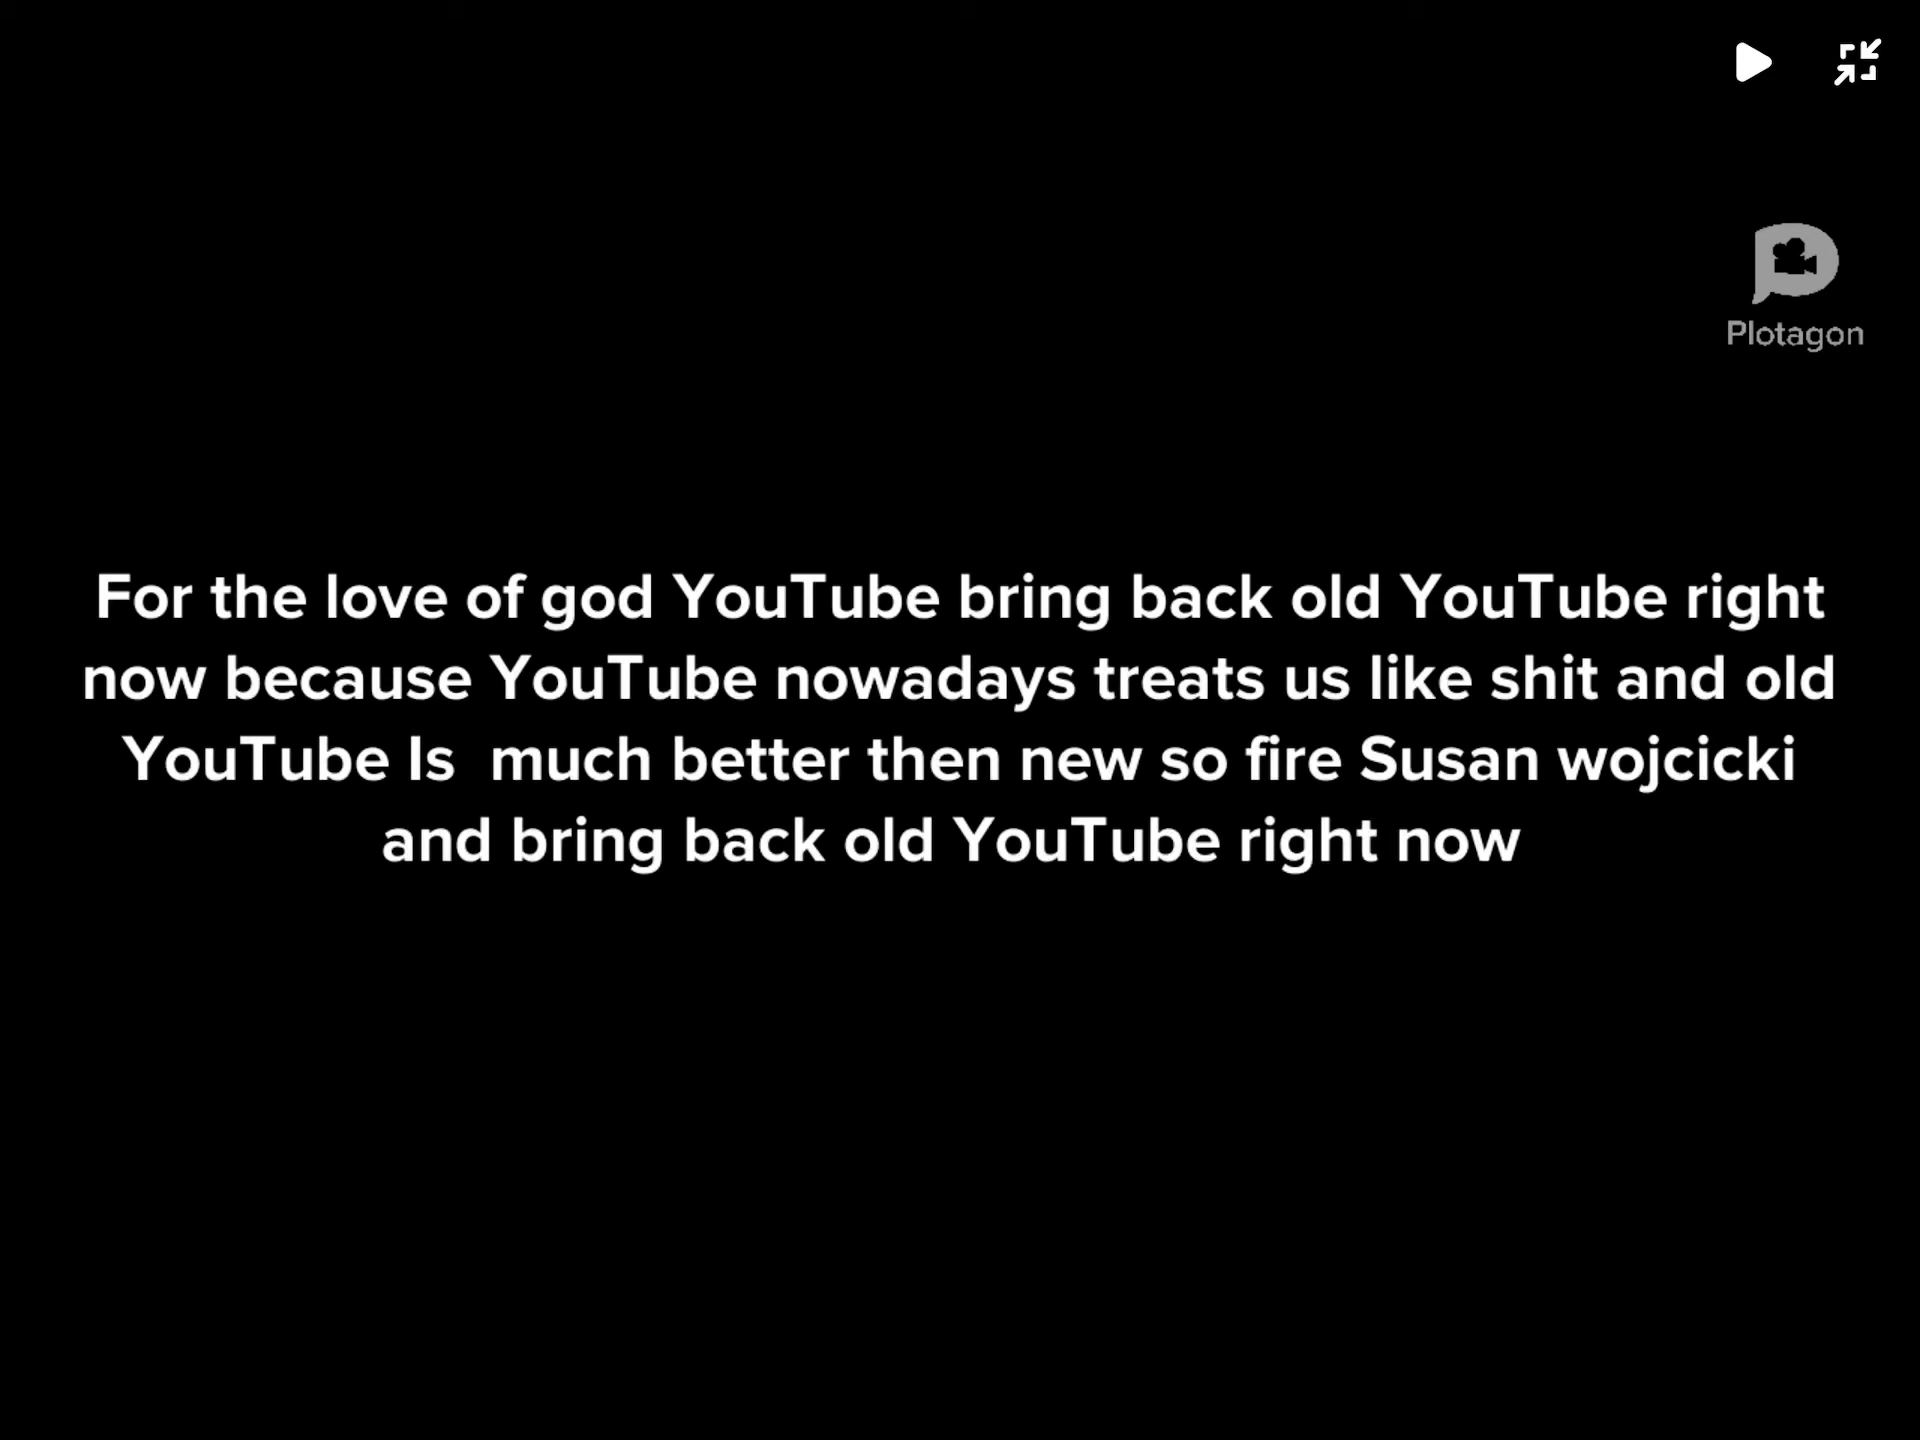 Plotagon
For the love of god YouTube bring back old YouTube right
now because YouTube nowadays treats us like shit and old
YouTube Is  much better then new so fire Susan wojcicki
and bring back old YouTube right now